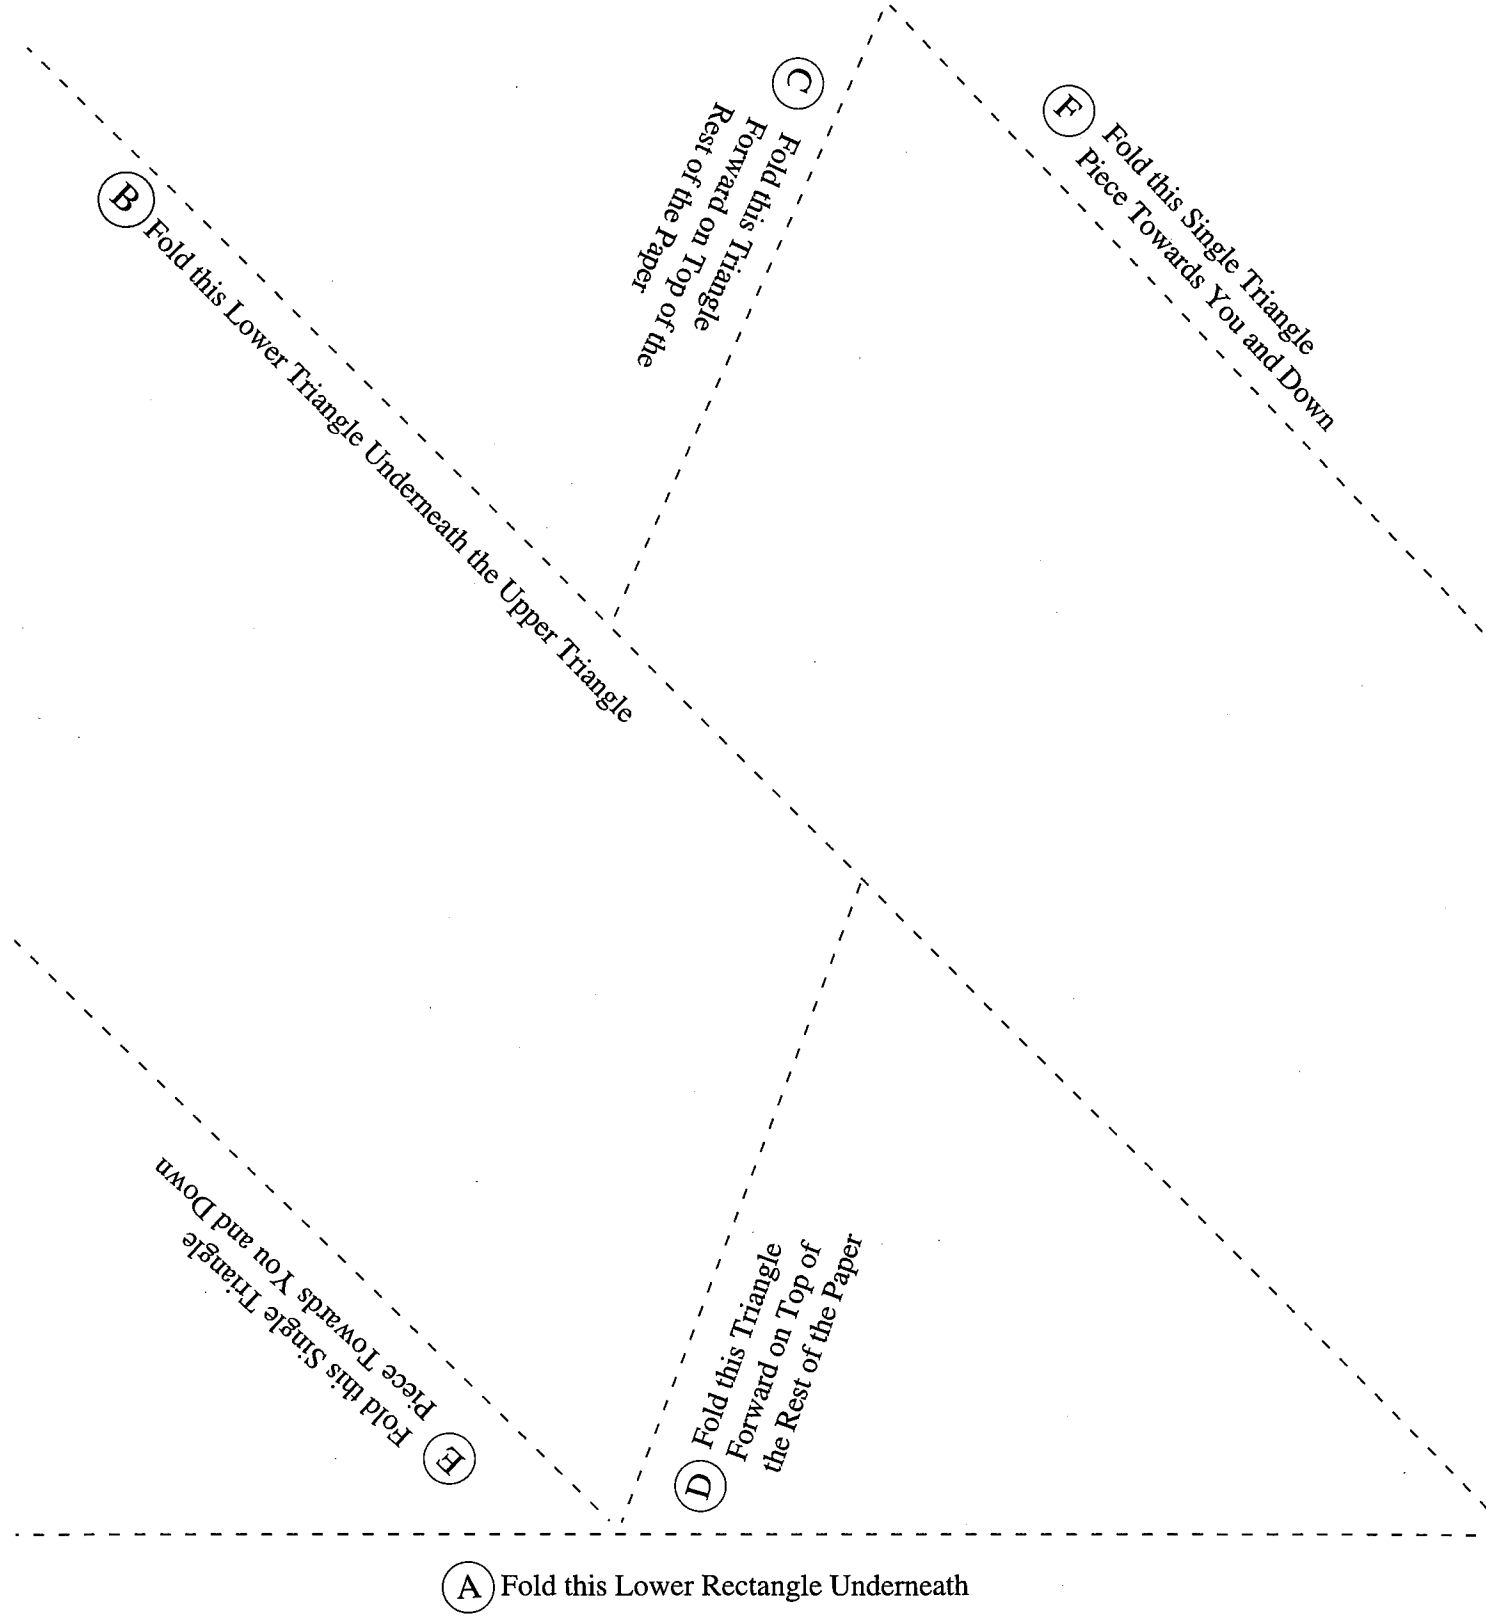 C Fold this Triangle
Forward on Top of the
Rest of the Paper
F Fold this Single Triangle
Piece Towards You and Down
B Fold this Lower Triangle Underneath the Upper Triangle
E Fold this Single Triangle
Piece Towards You and Down
D Fold this Triangle
Forward on Top of
the Rest of the Paper
A Fold this Lower Rectangle Underneath